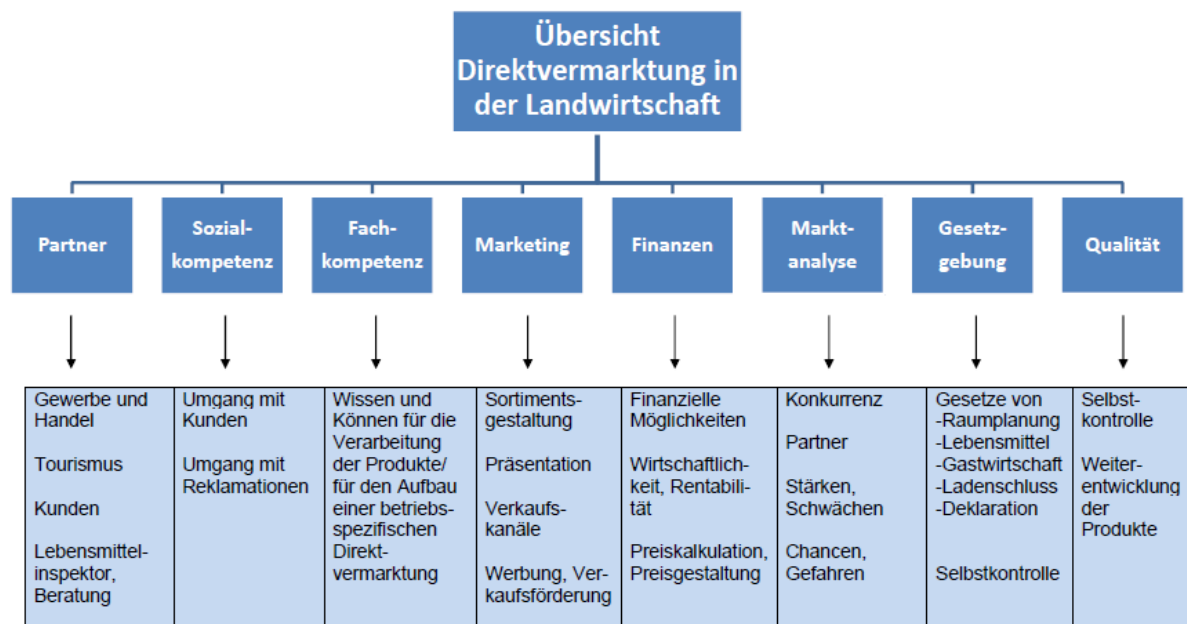 Übersicht
Direktvermarktung in
der Landwirtschaft
Partner
Sozial-
kompetenz
Fach-
kompetenz
Marketing
Finanzen
Markt-
analyse
Gesetz-
gebung
Qualität
Gewerbe und
Handel
Tourismus
Kunden
Lebensmittel-
inspektor,
Beratung
Umgang mit
Kunden
Umgang mit
Reklamationen
Wissen und
Können für die
Verarbeitung
der Produkte/
für den Aufbau
einer betriebs-
spezifischen
Direkt-
vermarktung
Sortiments-
gestaltung
Präsentation
Verkaufs-
kanäle
Werbung, Ver-
kaufsförderung
Finanzielle
Möglichkeiten
Wirtschaftlich-
keit, Rentabili-
tät
Preiskalkulation,
Preisgestaltung
Konkurrenz
Partner
Stärken,
Schwächen
Chancen,
Gefahren
Gesetze von
-Raumplanung
-Lebensmittel
-Gastwirtschaft
-Ladenschluss
-Deklaration
Selbstkontrolle
Selbst-
kontrolle
Weiter-
entwicklung
der
Produkte